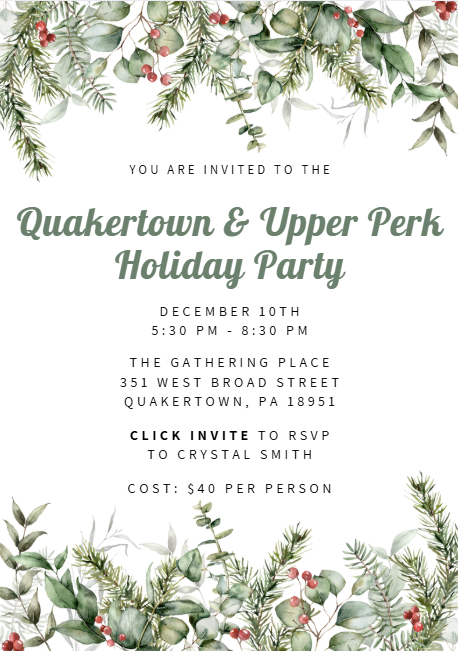 YOU ARE INVITED TO THE
Quakertown & Upper Perk
Holiday Party
DECEMBER 10TH
5:30 PM - 8:30 PM
THE GATHERING PLACE
351 WEST BROAD STREET
QUAKERTOWN, PA 18951
CLICK INVITE TO RSVP
TO CRYSTAL SMITH
COST: $40 PER PERSON